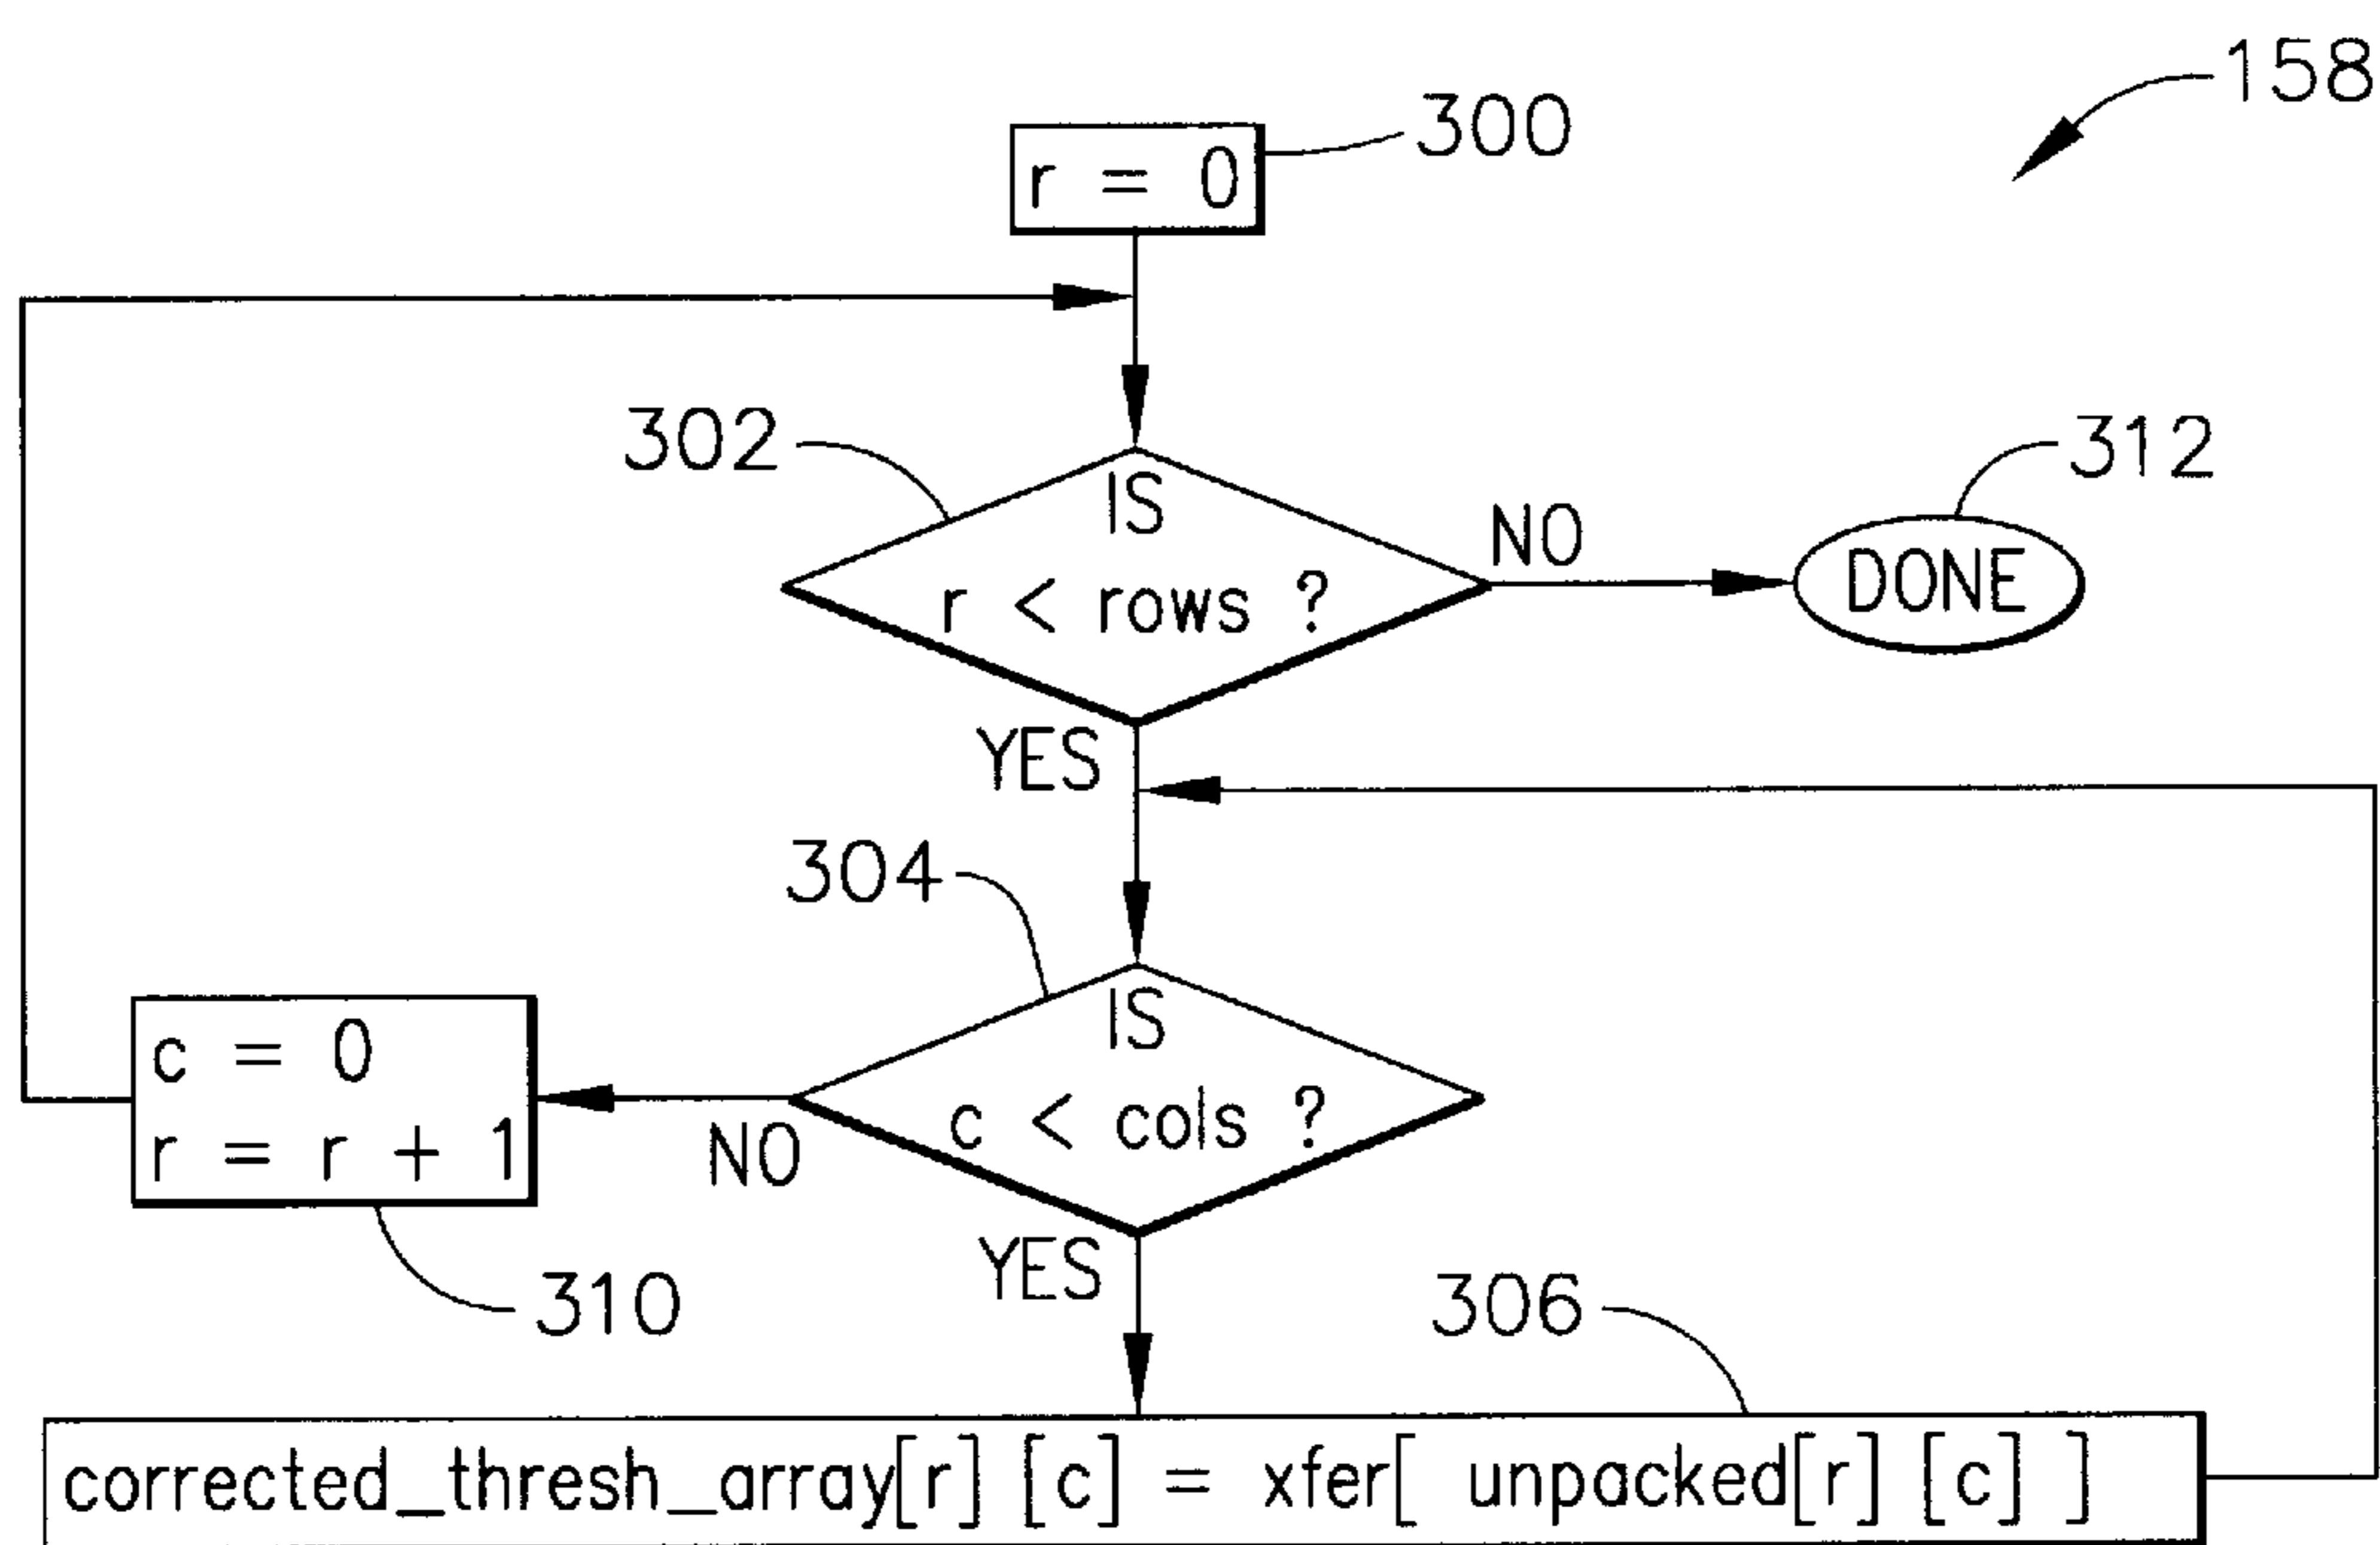 158
300
r = 0
302
312
IS
r < rows ?
NO
DONE
YES
304
IS
c < cols ?
c = 0
r = r + 1
NO
310
YES
306
corrected_thresh_array[r] [c] = xfer[ unpacked[r] [c] ]